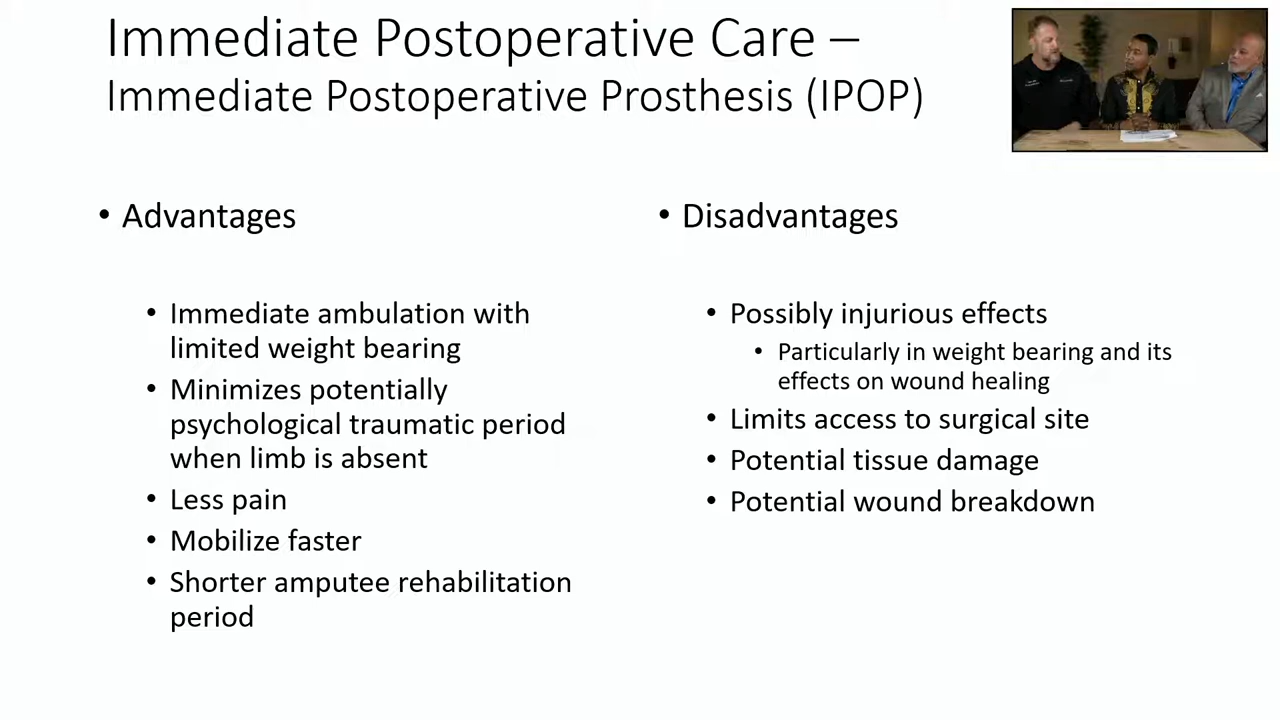 Immediate Postoperative Care –
Immediate Postoperative Prosthesis (IPOP)
• Advantages
• Immediate ambulation with
limited weight bearing
• Minimizes potentially
psychological traumatic period
when limb is absent
• Less pain
• Mobilize faster
• Shorter amputee rehabilitation
period
• Disadvantages
• Possibly injurious effects
• Particularly in weight bearing and its
effects on wound healing
• Limits access to surgical site
• Potential tissue damage
• Potential wound breakdown